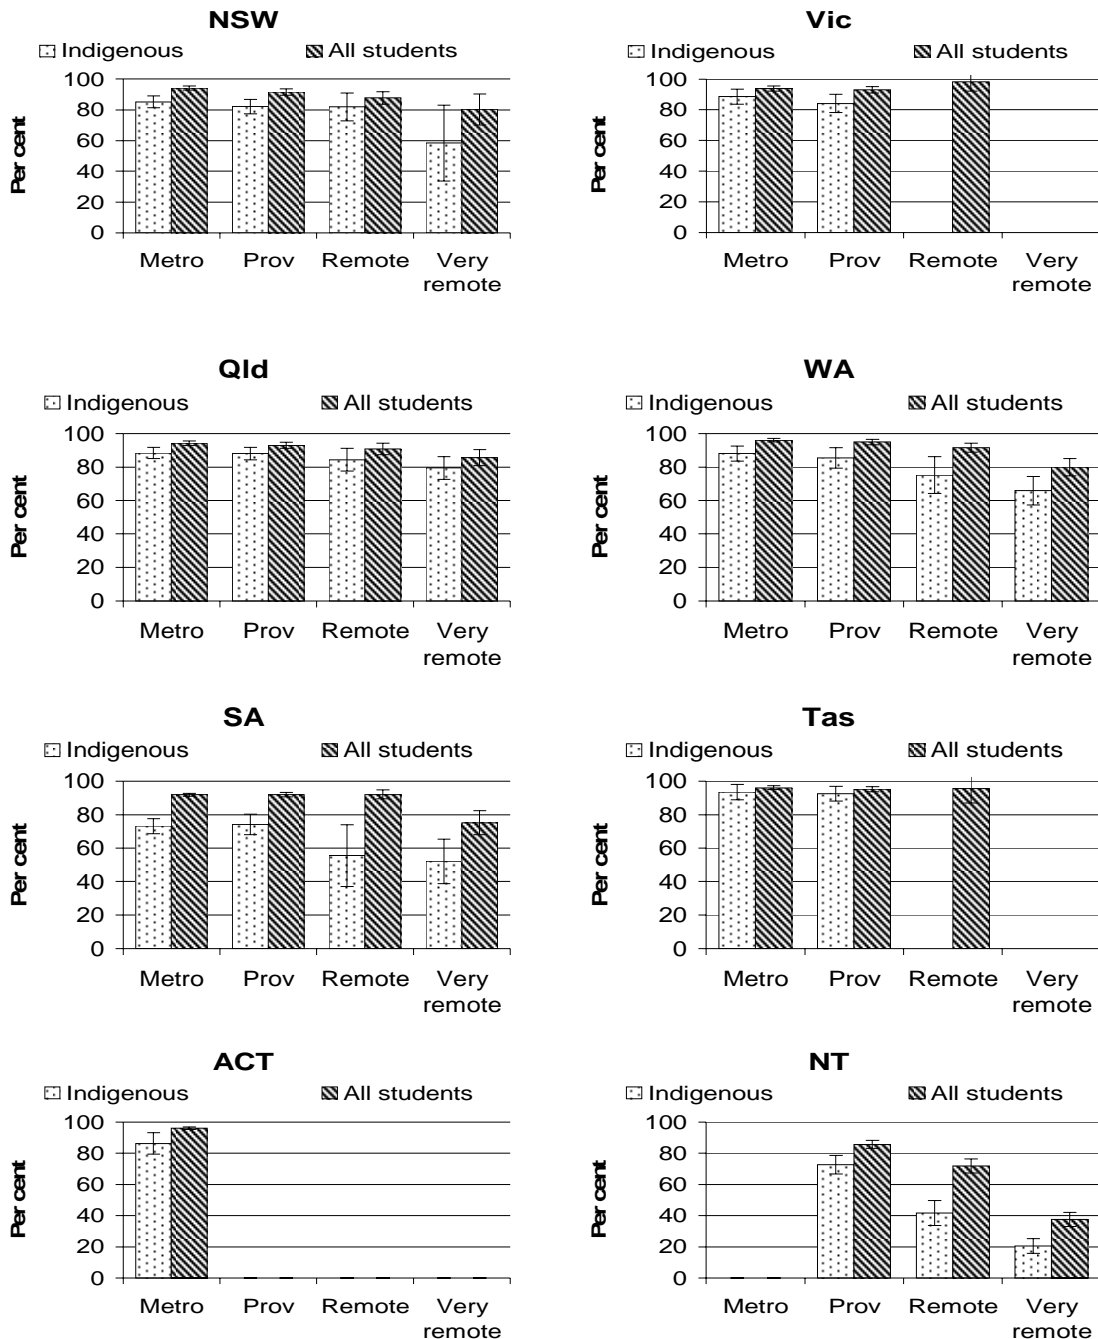 NSW
Indigenous All students
Per cent
100
80
60
40
20
0
Metro Prov Remote Very
remote
Vic
Indigenous All students
Per cent
100
80
60
40
20
0
Metro Prov Remote Very
remote
Qld
Indigenous All students
Per cent
100
80
60
40
20
0
Metro Prov Remote Very
remote
WA
Indigenous All students
Per cent
100
80
60
40
20
0
Metro Prov Remote Very
remote
SA
Indigenous All students
Per cent
100
80
60
40
20
0
Metro Prov Remote Very
remote
Tas
Indigenous All students
Per cent
100
80
60
40
20
0
Metro Prov Remote Very
remote
ACT
Indigenous All students
Per cent
100
80
60
40
20
0
Metro Prov Remote Very
remote
NT
Indigenous All students
Per cent
100
80
60
40
20
0
Metro Prov Remote Very
remote